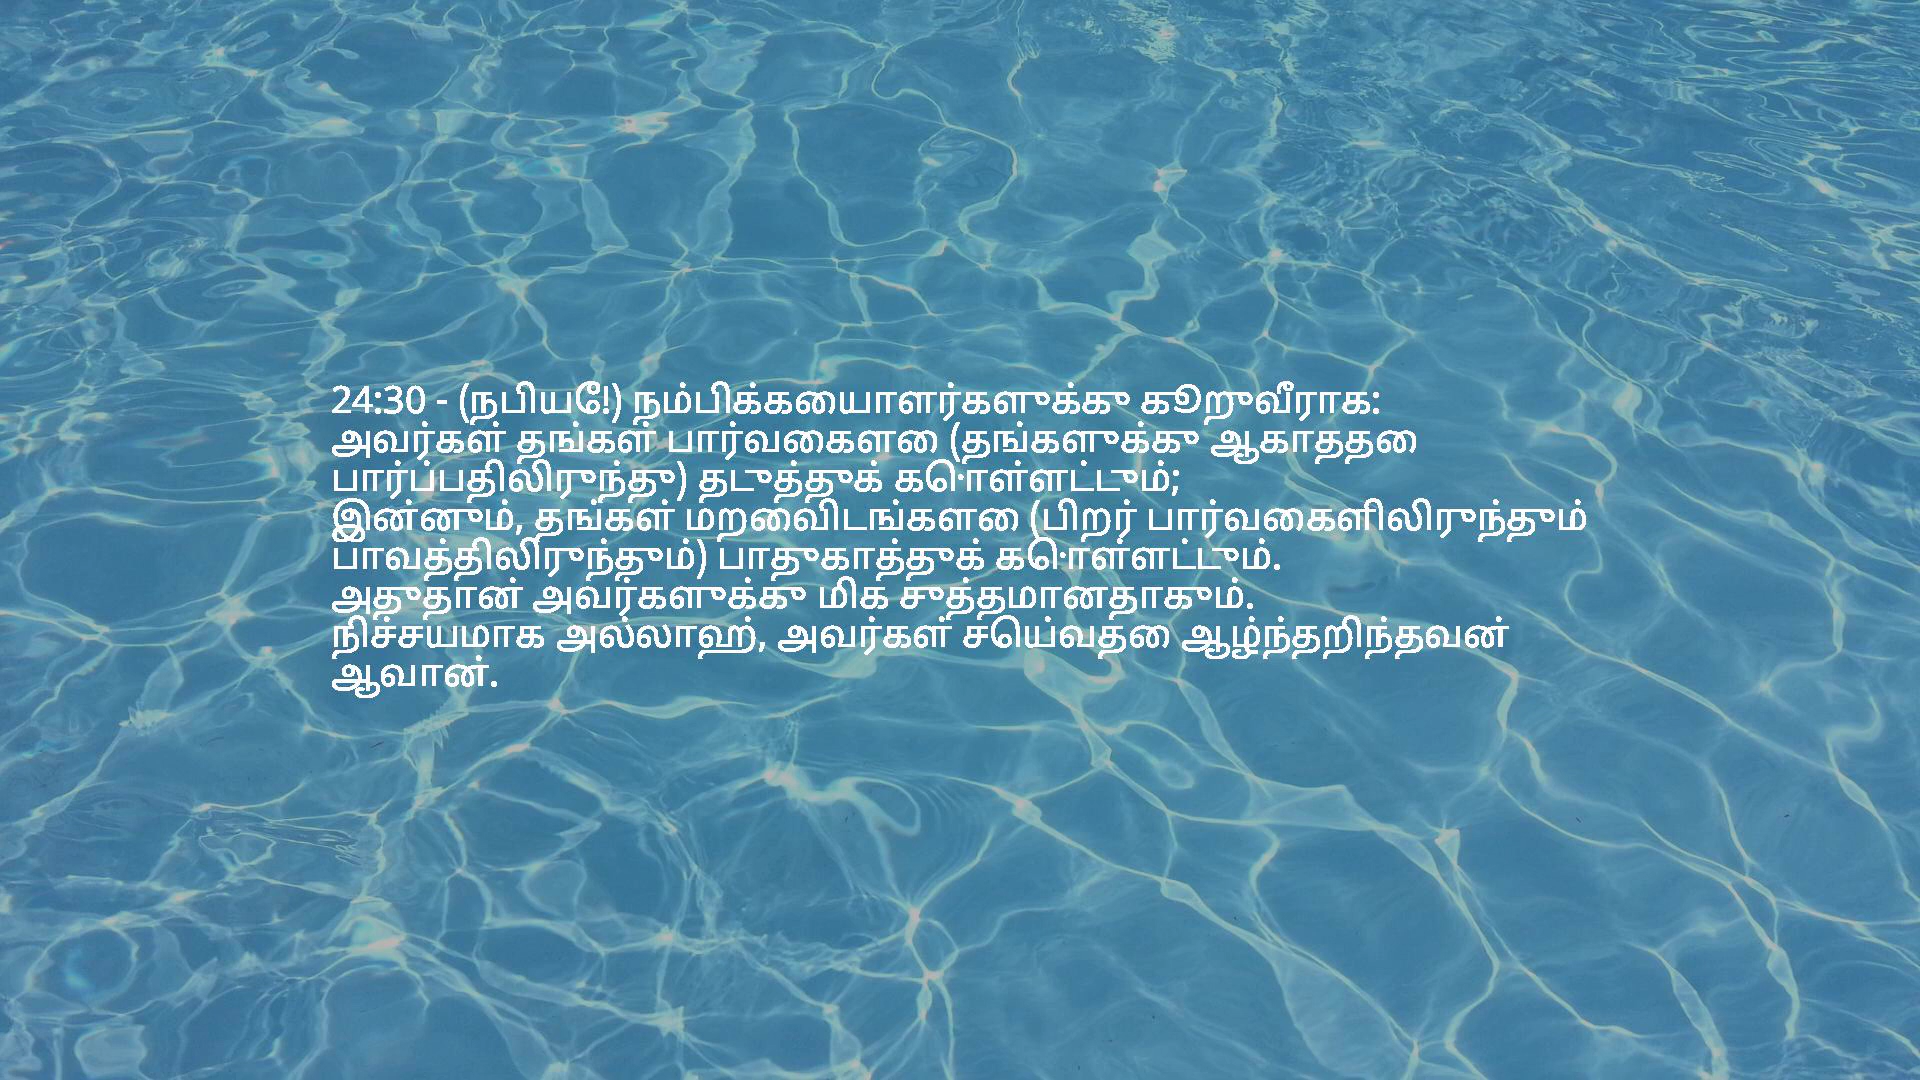 24:30 - (நபியே!) நம்பிக்கையாளர்களுக்கு கூறுவீராக:
அவர்கள் தங்கள் பார்வைகளை (தங்களுக்கு ஆகாததை
பார்ப்பதிலிருந்து) தடுத்துக் கொள்ளட்டும்;
இன்னும், தங்கள் மறைவிடங்களை (பிறர் பார்வைகளிலிருந்தும்
பாவத்திலிருந்தும்) பாதுகாத்துக் கொள்ளட்டும்.
அதுதான் அவர்களுக்கு மிக சுத்தமானதாகும்.
நிச்சயமாக அல்லாஹ், அவர்கள் செய்வதை ஆழ்ந்தறிந்தவன்
ஆவான்.